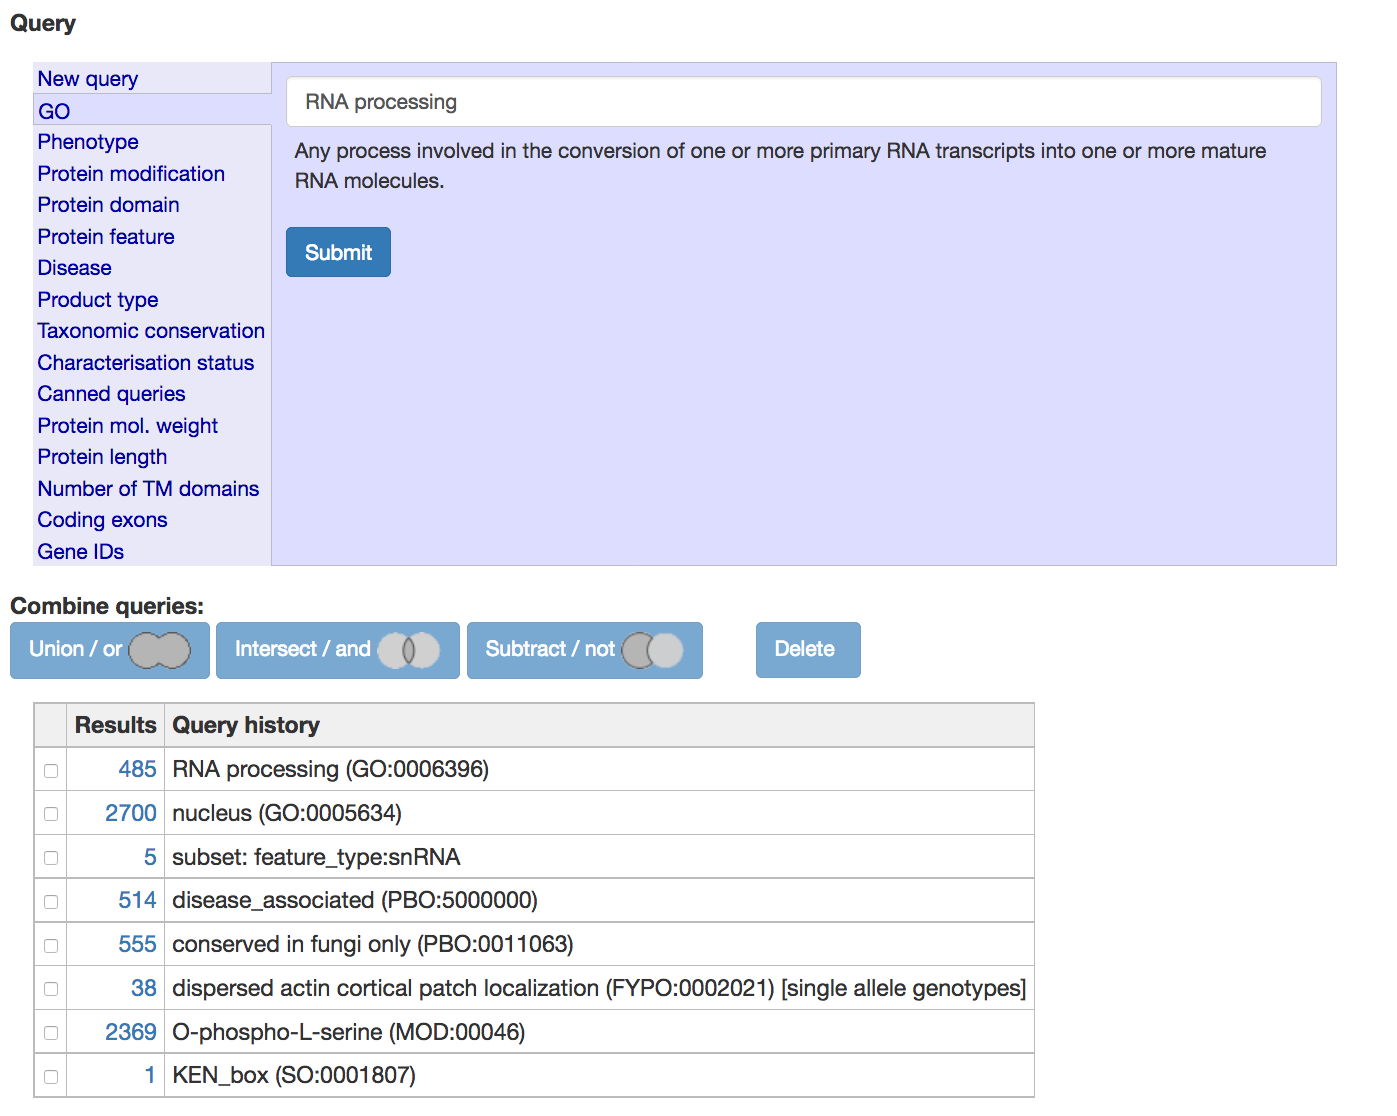 Query
New query
GO
Phenotype
Protein modification
Protein domain
Protein feature
Disease
Product type
Taxonomic conservation
Characterisation status
Canned queries
Protein mol. weight
Protein length
Number of TM domains
Coding exons
Gene IDs
RNA processing
Any process involved in the conversion of one or more primary RNA transcripts into one or more mature
RNA molecules.
Submit
Combine queries:
Union / or
Intersect / and
Subtract / not
Delete
Results Query history
485 RNA processing (GO:0006396)
2700 nucleus (GO:0005634)
5 subset: feature_type:snRNA
514 disease_associated (PBO:5000000)
555 conserved in fungi only (PBO:0011063)
38 dispersed actin cortical patch localization (FYPO:0002021) [single allele genotypes]
2369 O-phospho-L-serine (MOD:00046)
1 KEN_box (SO:0001807)